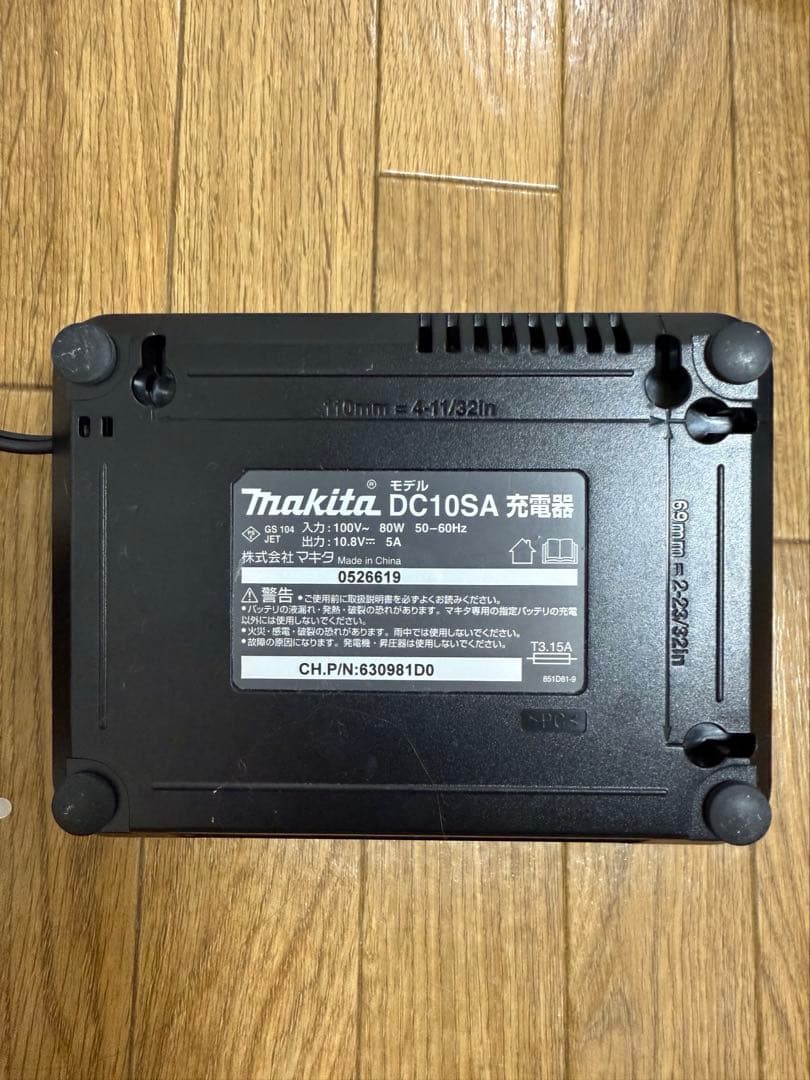 110mm = 4-11/32in
69mm = 2-23/32in
makita® モデル DC10SA 充電器
PS E GS 104 JET
入力 : 100V~ 80W 50-60Hz
出力 : 10.8V⎓ 5A
株式会社マキタ Made in China
0526619
⚠警告 •ご使用前に取扱説明書を必ずよくお読みください。
•バッテリの液漏れ・発熱・破裂の恐れがあります。マキタ専用の指定バッテリの充電
以外には使用しないでください。
•火災・感電・破裂の恐れがあります。雨中では使用しないでください。
•故障の原因になります。発電機・昇圧器は使用しないでください。
T3.15A
CH.P/N:630981D0
851D81-9
>PC<